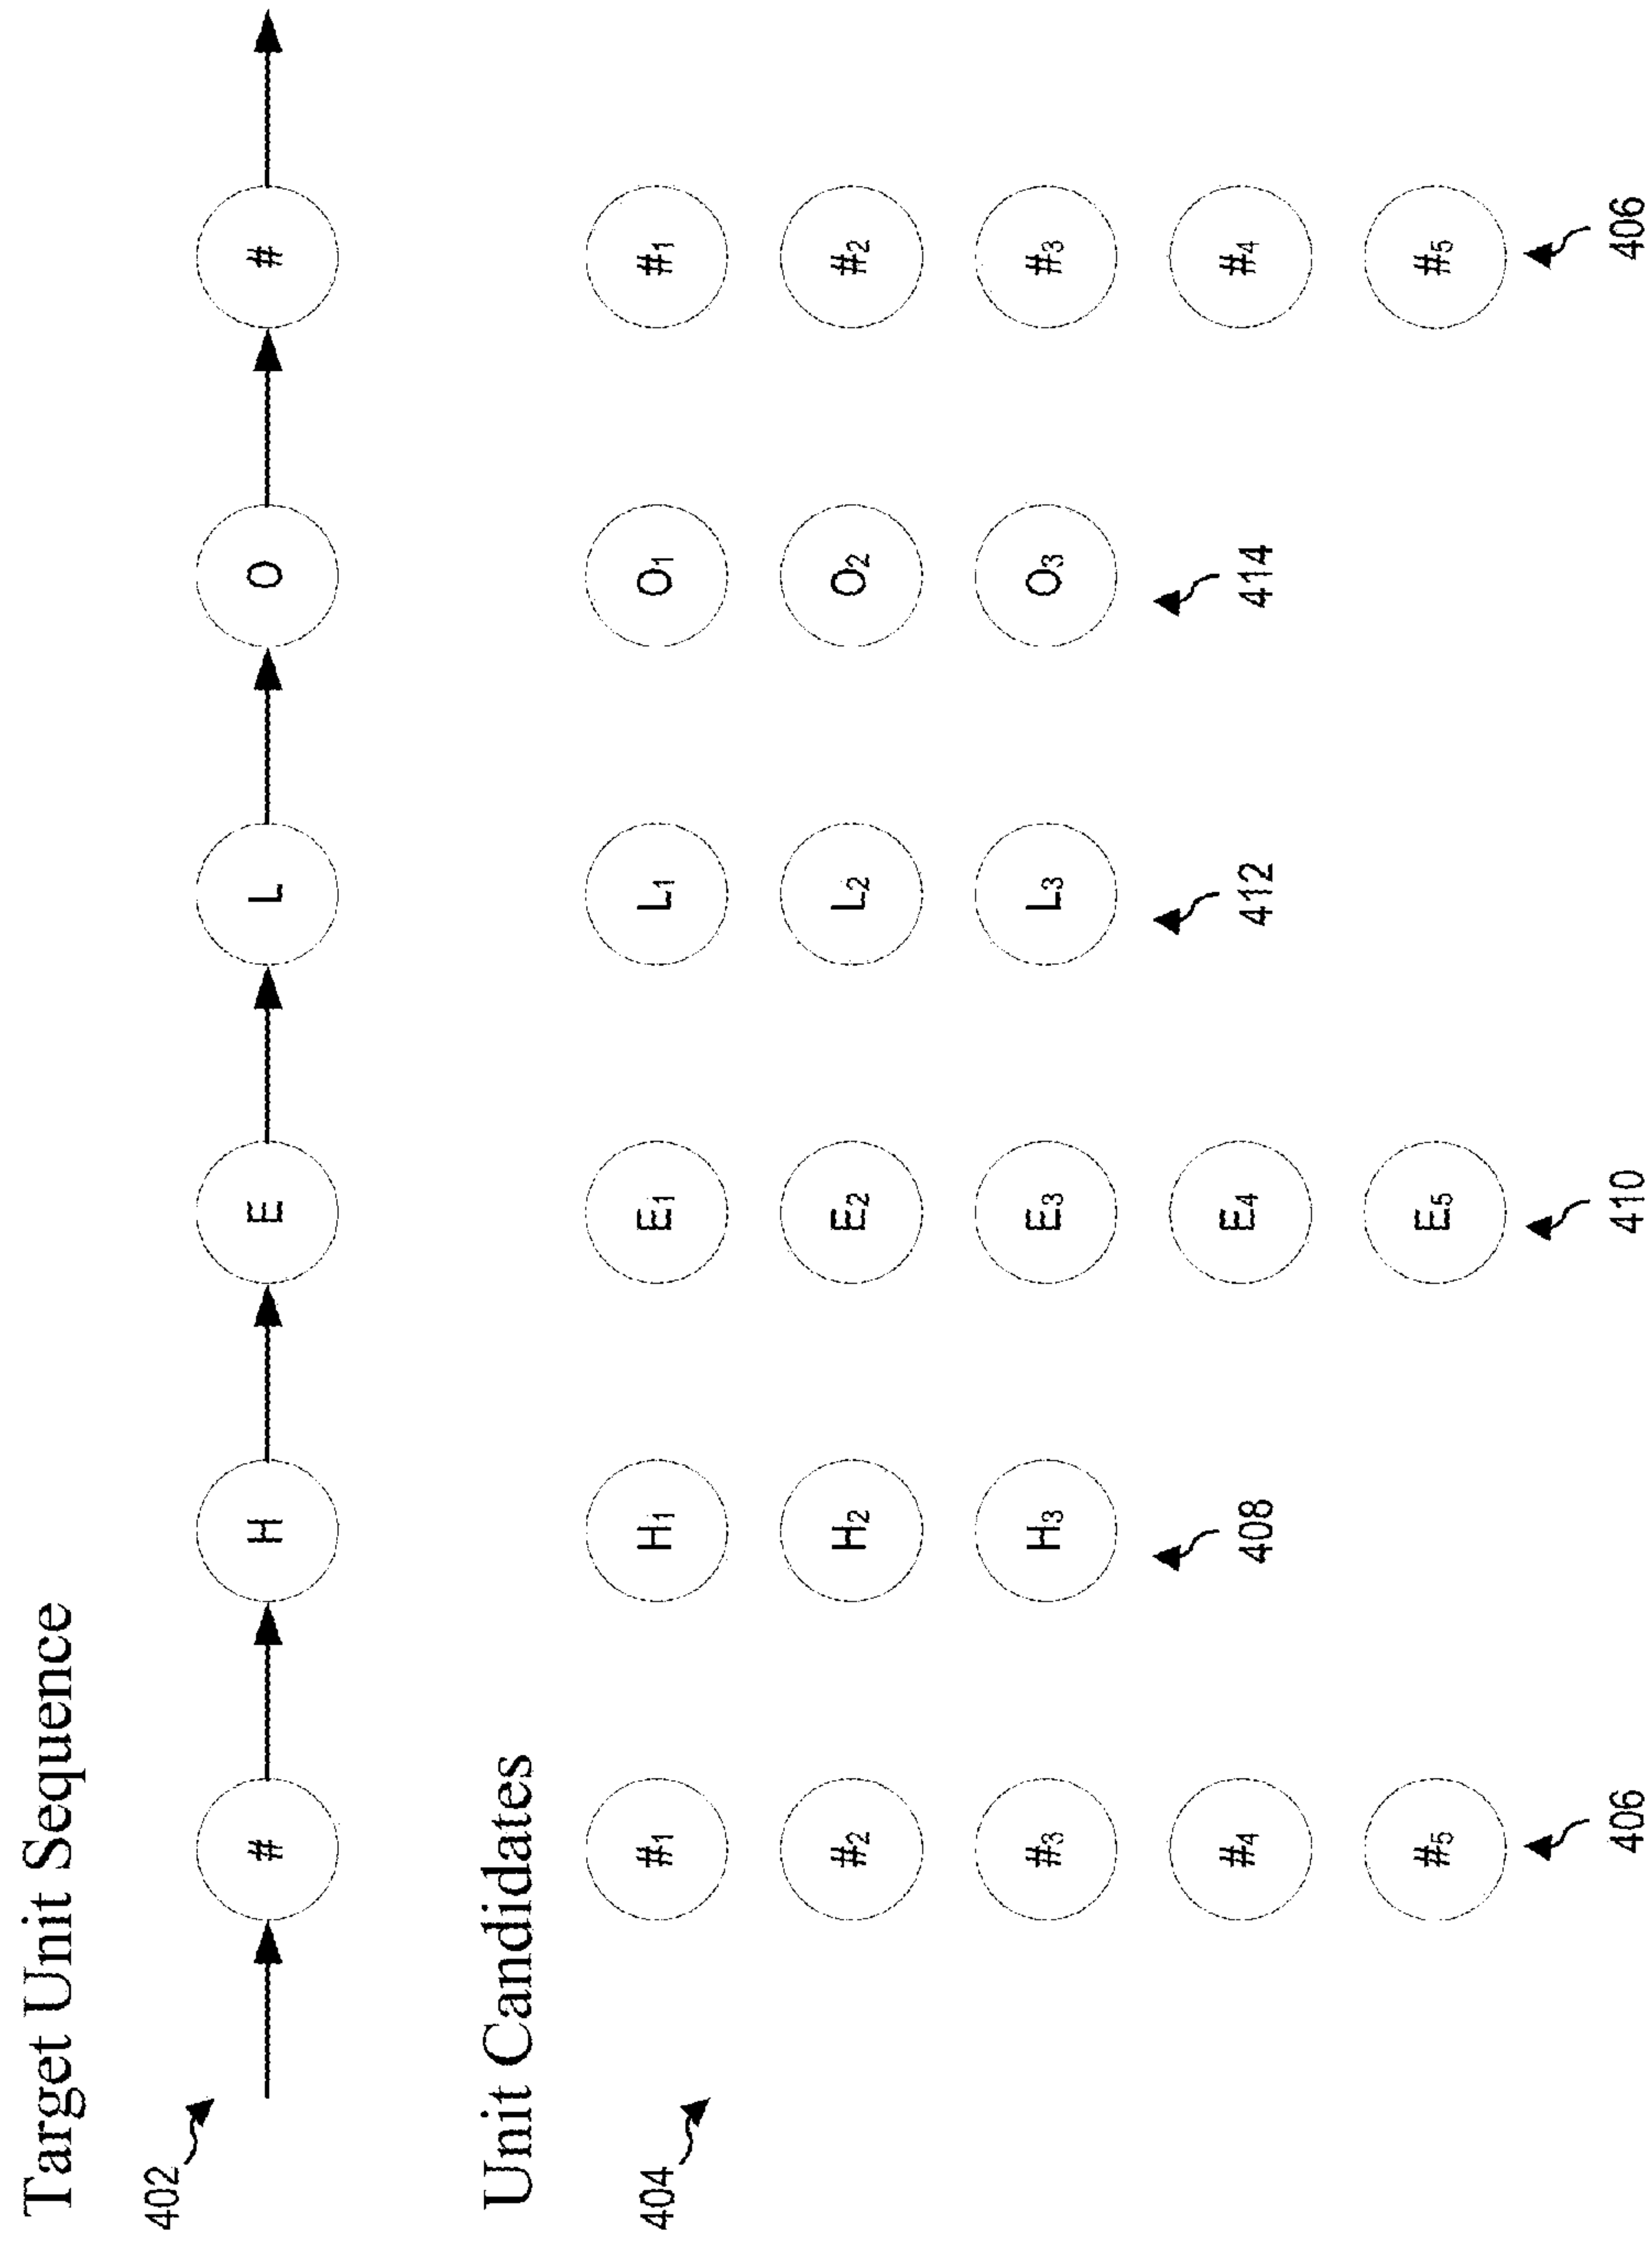 Target Unit Sequence
402
# H E L O #
Unit Candidates
404
#1 H1 E1 L1 O1 #1
#2 H2 E2 L2 O2 #2
#3 H3 E3 L3 O3 #3
#4 E4 #4
#5 E5 #5
408 412 414
406 410 406